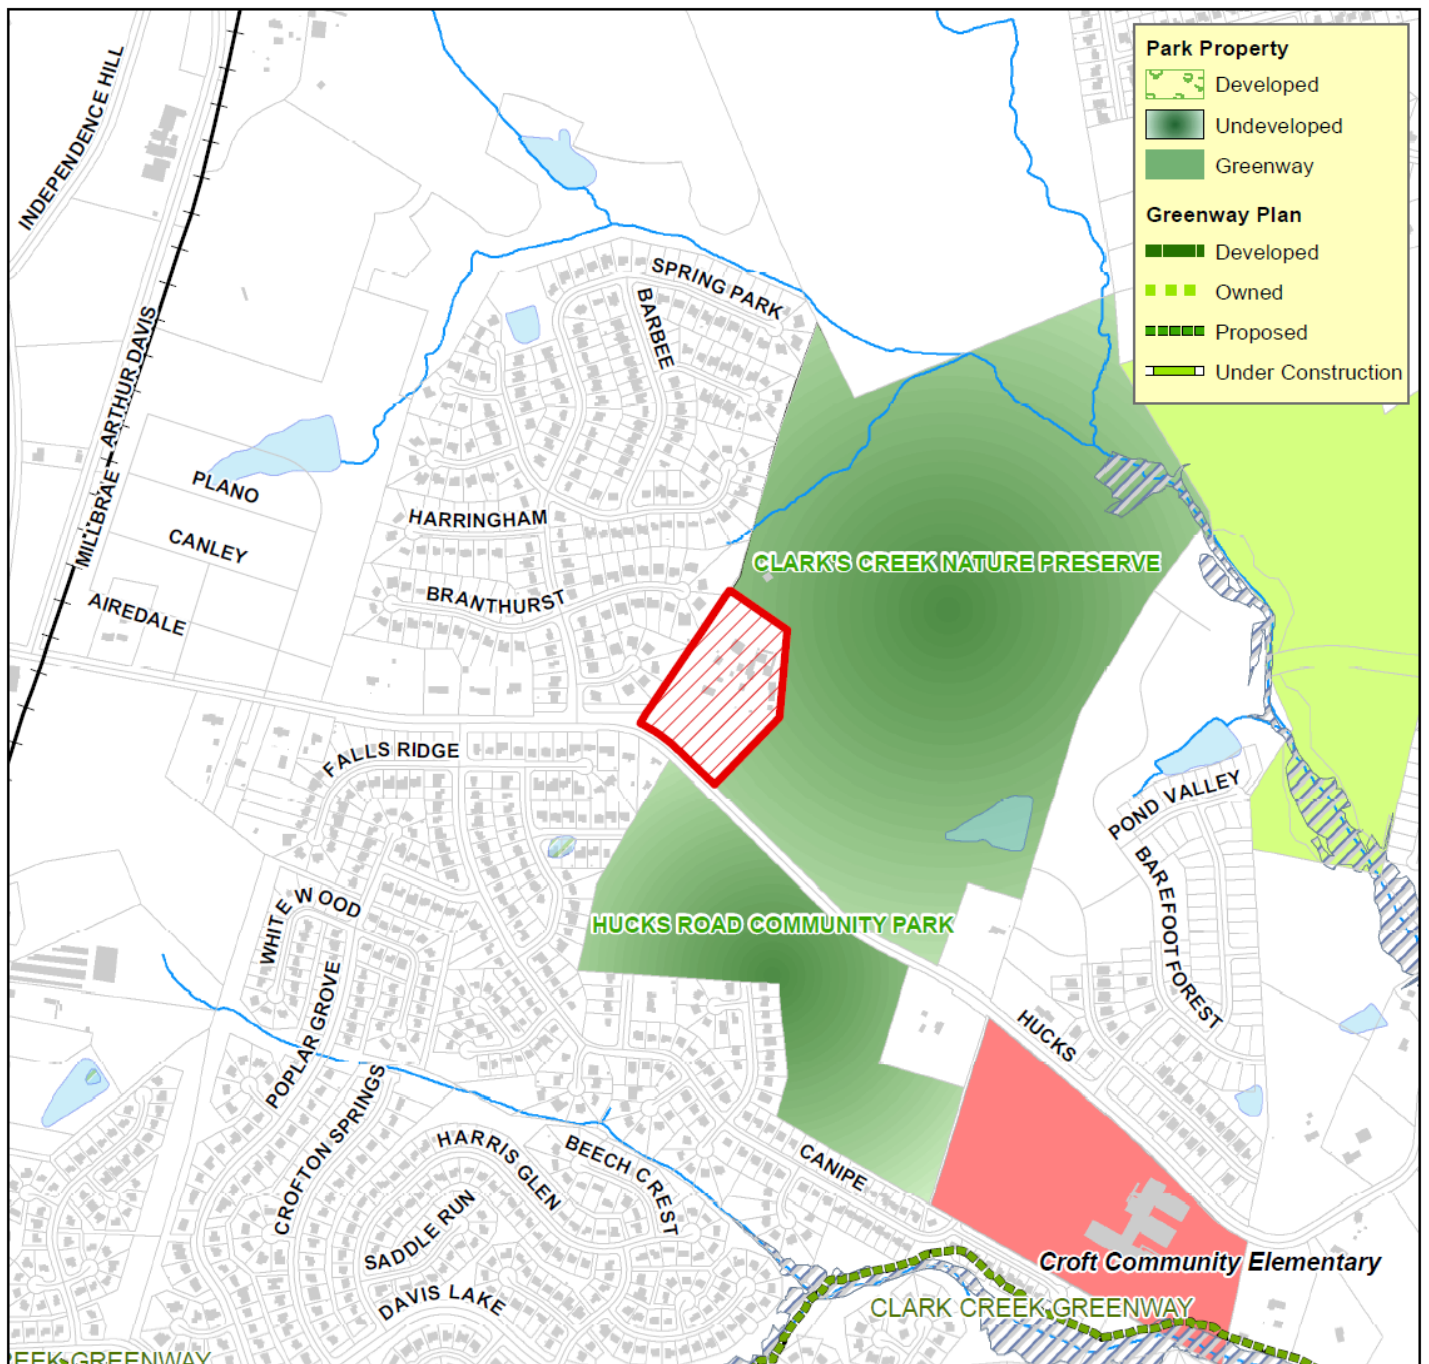 Park Property
Developed
Undeveloped
Greenway
Greenway Plan
Developed
Owned
Proposed
Under Construction
INDEPENDENCE HILL
SPRING PARK
BARBEE
ARTHUR DAVIS
MILLBRAE
PLANO
HARRINGHAM
CANLEY
CLARK'S CREEK NATURE PRESERVE
BRANTHURST
AIREDALE
FALLS RIDGE
POND VALLEY
BAREFOOT FOREST
WHITEWOOD
HUCKS ROAD COMMUNITY PARK
POPLAR GROVE
HUCKS
CROFTON SPRINGS
HARRIS GLEN
BEECH CREST
CANIPE
SADDLE RUN
Croft Community Elementary
DAVIS LAKE
CLARK CREEK GREENWAY
REEK GREENWAY